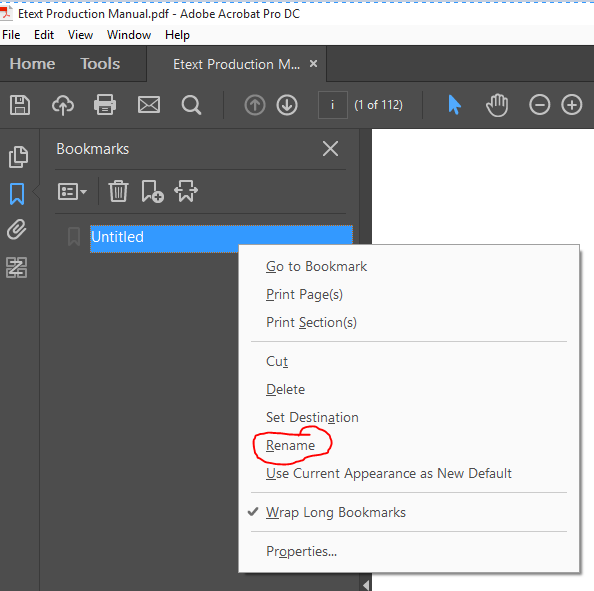 Etext Production Manual.pdf - Adobe Acrobat Pro DC
File Edit View Window Help
Home Tools Etext Production M... ×
i (1 of 112)
Bookmarks
Untitled
Go to Bookmark
Print Page(s)
Print Section(s)
Cut
Delete
Set Destination
Rename
Use Current Appearance as New Default
Wrap Long Bookmarks
Properties...